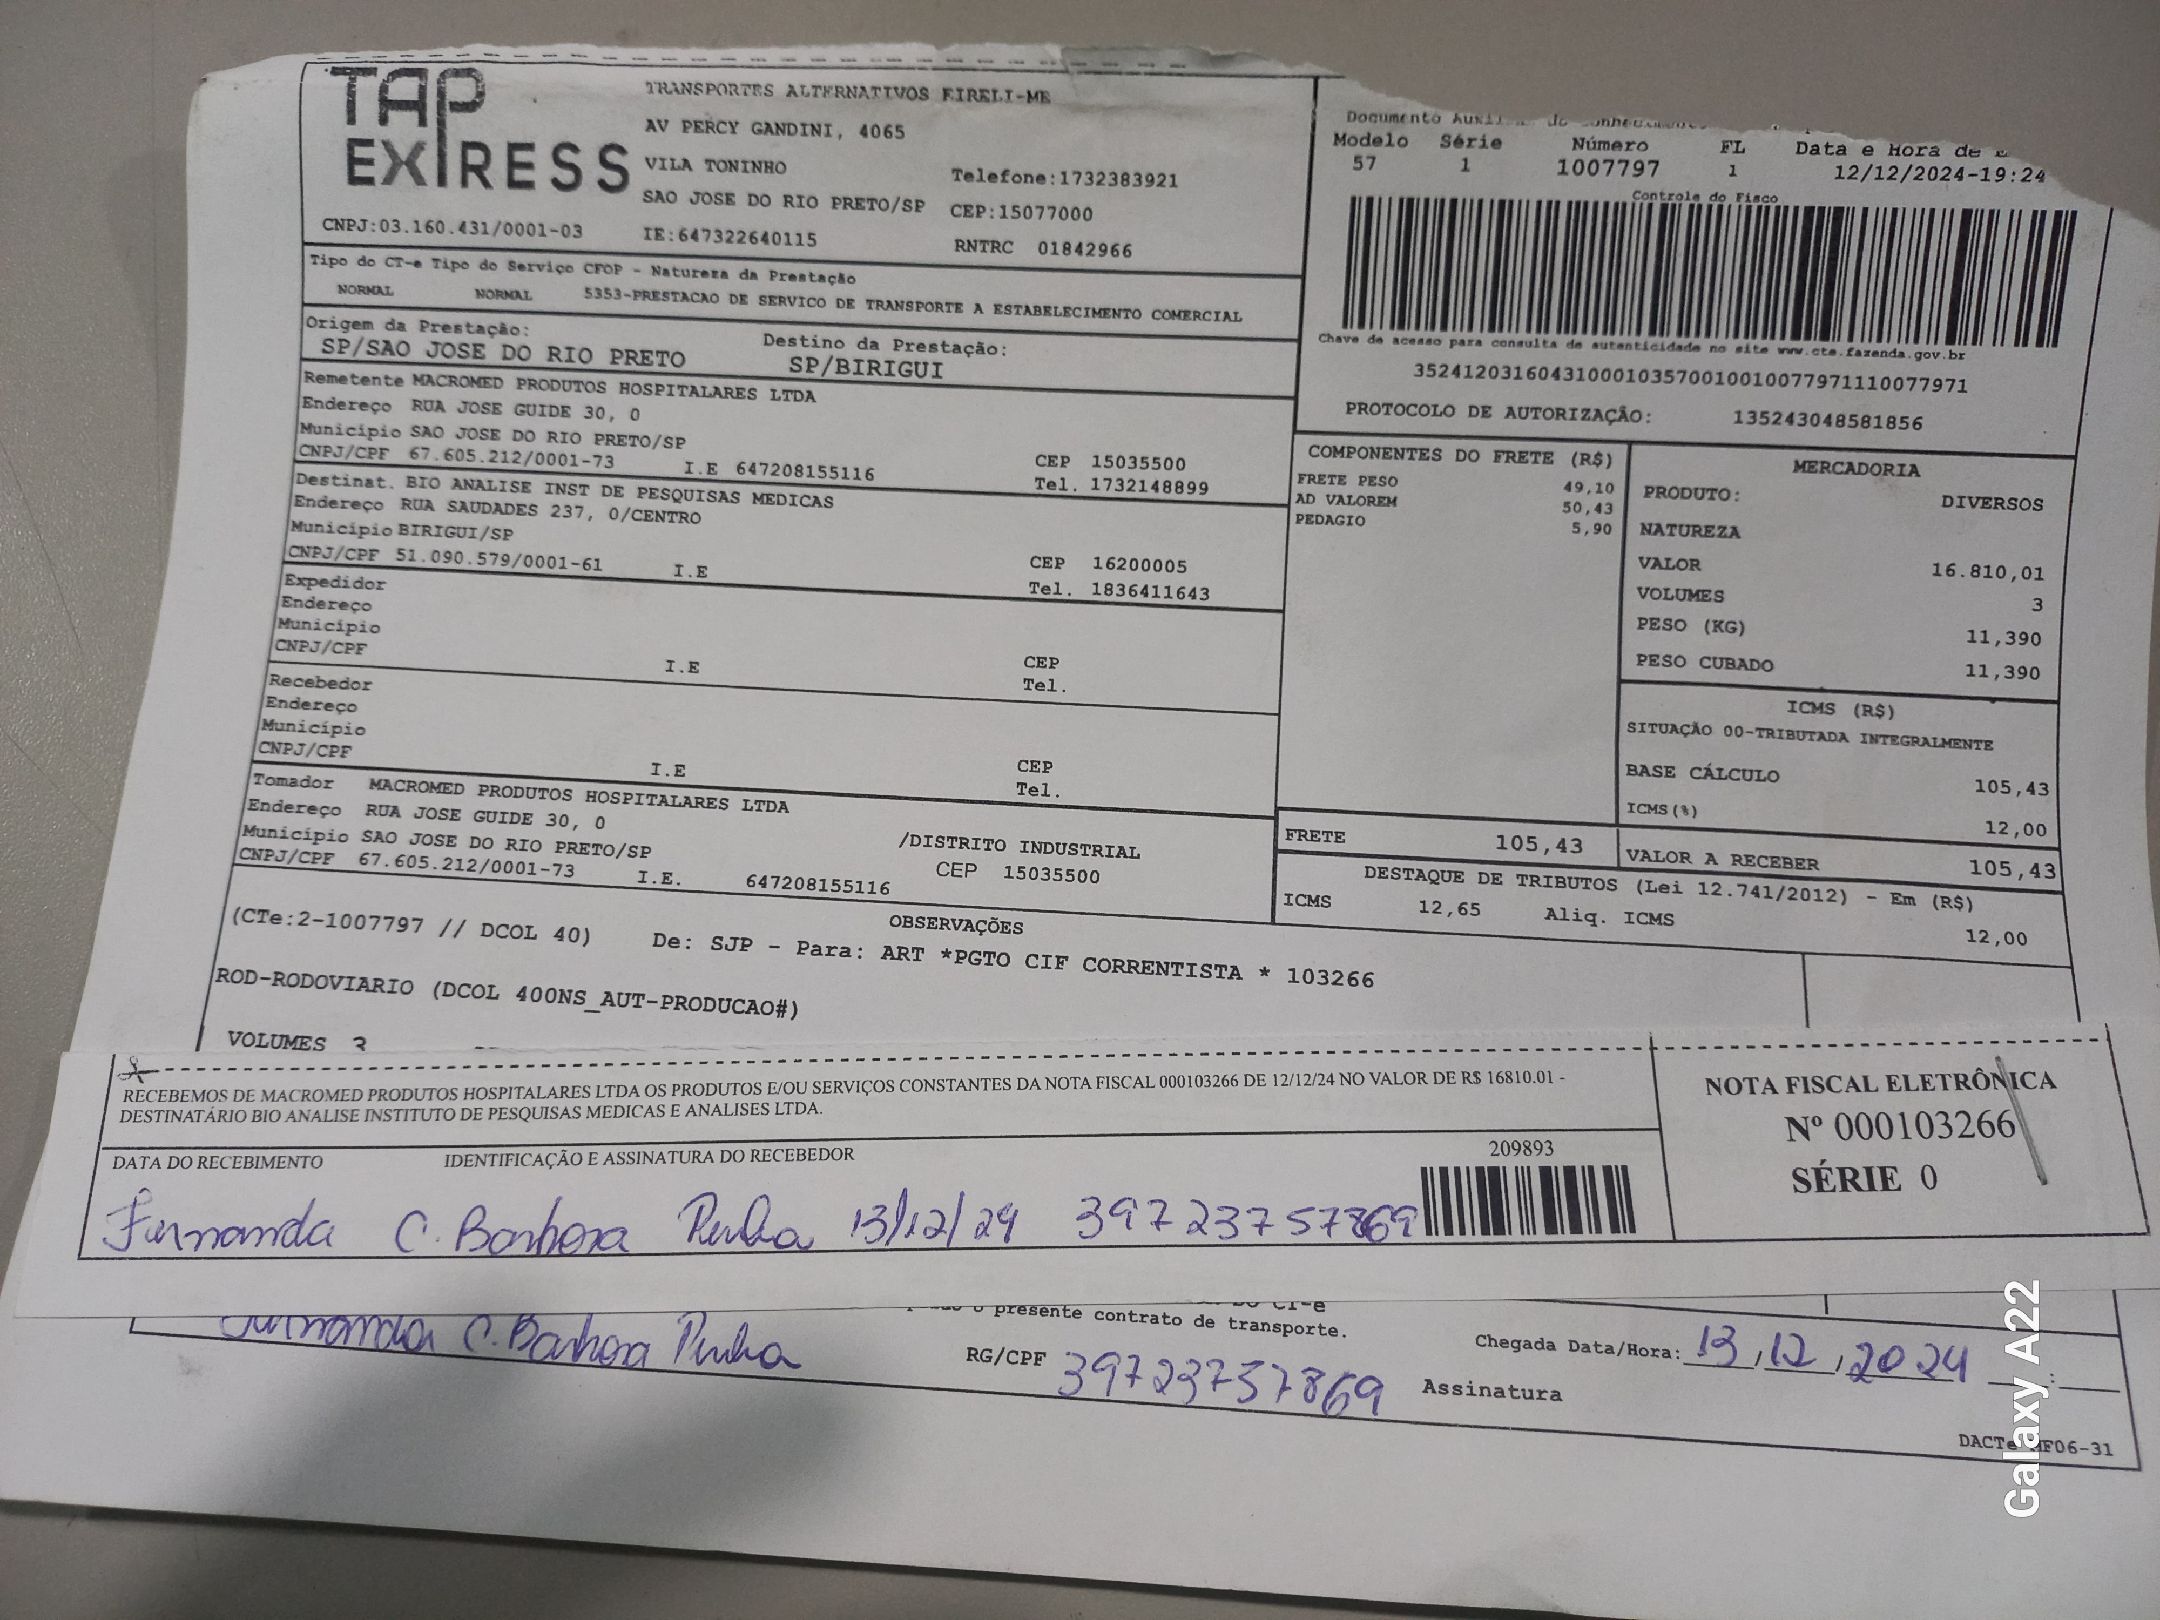 TAP
EXPRESS
TRANSPORTES ALTERNATIVOS EIRELI-ME
AV PERCY GANDINI, 4065
VILA TONINHO
Telefone:1732383921
SAO JOSE DO RIO PRETO/SP CEP:15077000
CNPJ:03.160.431/0001-03 IE:647322640115 RNTRC 01842966
Documento
Modelo Série Número FL Data e Hora de
57 1 1007797 1 12/12/2024-19:24
Controle do Fisco
Chave de acesso para consulta de autenticidade no site www.cte.fazenda.gov.br
35241203160431000103570010010077971110077971
PROTOCOLO DE AUTORIZAÇÃO: 135243048581856
Tipo do CT-e Tipo do Serviço CFOP - Natureza da Prestação
NORMAL NORMAL 5353-PRESTACAO DE SERVICO DE TRANSPORTE A ESTABELECIMENTO COMERCIAL
Origem da Prestação: Destino da Prestação:
SP/SAO JOSE DO RIO PRETO SP/BIRIGUI
Remetente MACROMED PRODUTOS HOSPITALARES LTDA
Endereço RUA JOSE GUIDE 30, 0
Município SAO JOSE DO RIO PRETO/SP CEP 15035500
CNPJ/CPF 67.605.212/0001-73 I.E 647208155116 Tel. 1732148899
Destinat. BIO ANALISE INST DE PESQUISAS MEDICAS
Endereço RUA SAUDADES 237, 0/CENTRO
Município BIRIGUI/SP CEP 16200005
CNPJ/CPF 51.090.579/0001-61 I.E Tel. 1836411643
Expedidor
Endereço
Município CEP
CNPJ/CPF I.E Tel.
Recebedor
Endereço
Município CEP
CNPJ/CPF I.E Tel.
Tomador MACROMED PRODUTOS HOSPITALARES LTDA
Endereço RUA JOSE GUIDE 30, 0 /DISTRITO INDUSTRIAL
Município SAO JOSE DO RIO PRETO/SP CEP 15035500
CNPJ/CPF 67.605.212/0001-73 I.E. 647208155116
COMPONENTES DO FRETE (R$)
FRETE PESO 49,10
AD VALOREM 50,43
PEDAGIO 5,90
MERCADORIA
PRODUTO: DIVERSOS
NATUREZA
VALOR 16.810,01
VOLUMES 3
PESO (KG) 11,390
PESO CUBADO 11,390
ICMS (R$)
SITUAÇÃO 00-TRIBUTADA INTEGRALMENTE
BASE CÁLCULO 105,43
ICMS(%) 12,00
FRETE 105,43 VALOR A RECEBER 105,43
DESTAQUE DE TRIBUTOS (Lei 12.741/2012) - Em (R$)
ICMS 12,65 Aliq. ICMS 12,00
OBSERVAÇÕES
(CTe:2-1007797 // DCOL 40) De: SJP - Para: ART *PGTO CIF CORRENTISTA * 103266
ROD-RODOVIARIO (DCOL 400NS_AUT-PRODUCAO#)
VOLUMES 3
RECEBEMOS DE MACROMED PRODUTOS HOSPITALARES LTDA OS PRODUTOS E/OU SERVIÇOS CONSTANTES DA NOTA FISCAL 000103266 DE 12/12/24 NO VALOR DE R$ 16810.01 -
DESTINATÁRIO BIO ANALISE INSTITUTO DE PESQUISAS MEDICAS E ANALISES LTDA.
NOTA FISCAL ELETRÔNICA
Nº 000103266
SÉRIE 0
DATA DO RECEBIMENTO IDENTIFICAÇÃO E ASSINATURA DO RECEBEDOR 209893
Fernanda C. Barbosa Penha 13/12/24 39723757869
o presente contrato de transporte.
Fernanda C. Barbosa Penha RG/CPF 39723757869
Chegada Data/Hora: 13,12,2024 :
Assinatura
DACTe MF06-31
Galaxy A22